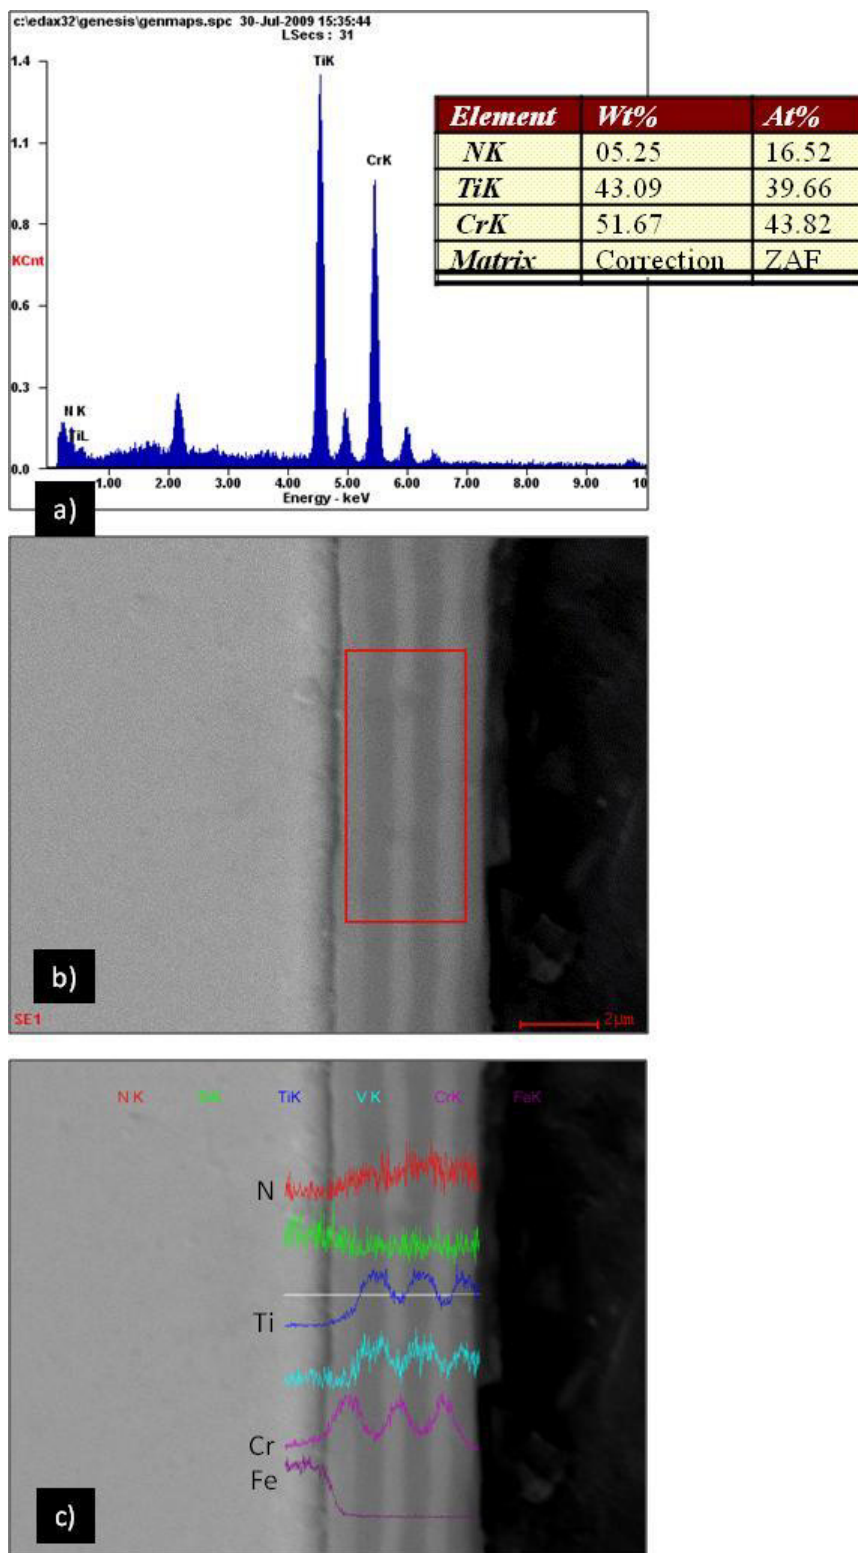 c:\edax32\genesis\genmaps.spc 30-Jul-2009 15:35:44
LSecs : 31
1.4
1.1
0.8
KCnt
0.6
0.3
0.0
TiK
CrK
N K
TiL
1.00 2.00 3.00 4.00 5.00 6.00 7.00 8.00 9.00 10
Energy - keV
Element Wt% At%
NK 05.25 16.52
TiK 43.09 39.66
CrK 51.67 43.82
Matrix Correction ZAF
a)
b)
SE1
2µm
N K TiK V K CrK FeK
N
Ti
Cr
Fe
c)